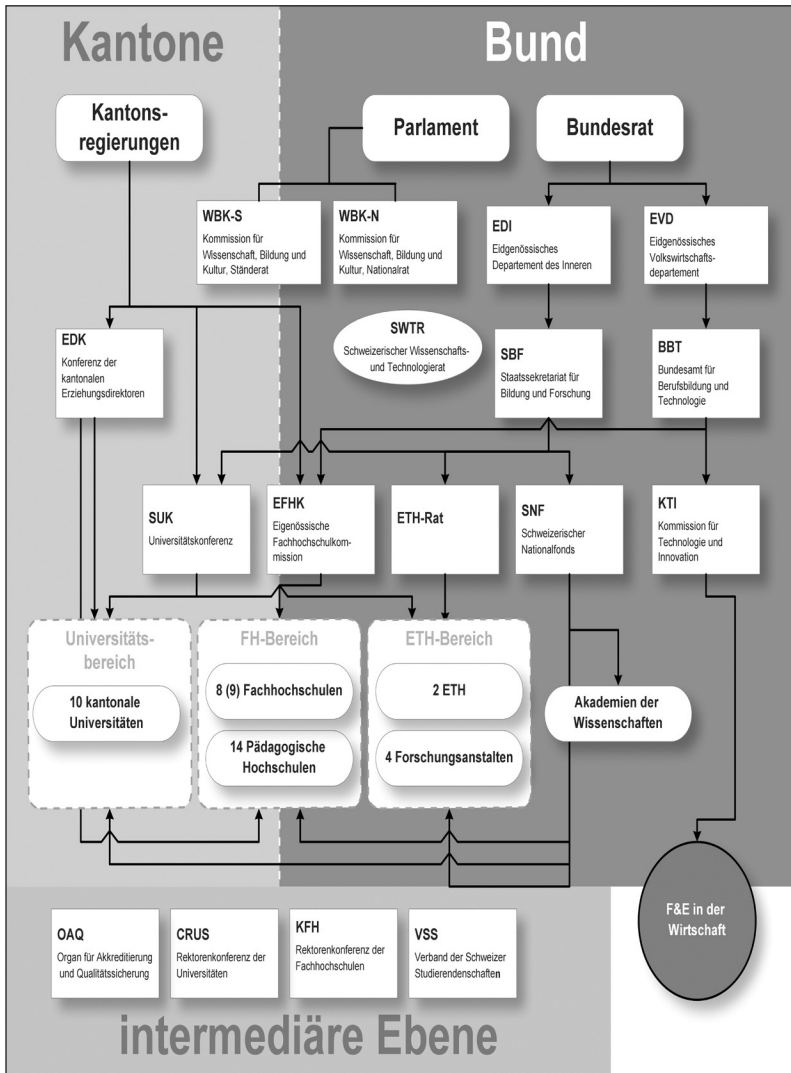 Kantone
Bund
Kantons-
regierungen
Parlament
Bundesrat
WBK-S
Kommission für
Wissenschaft, Bildung und
Kultur, Ständerat
WBK-N
Kommission für
Wissenschaft, Bildung und
Kultur, Nationalrat
EDI
Eidgenössisches
Departement des Inneren
EVD
Eidgenössisches
Volkswirtschafts-
departement
EDK
Konferenz der
kantonalen
Erziehungsdirektoren
SWTR
Schweizerischer Wissenschafts-
und Technologierat
SBF
Staatssekretariat für
Bildung und Forschung
BBT
Bundesamt für
Berufsbildung und
Technologie
SUK
Universitätskonferenz
EFHK
Eigenössische
Fachhochschulkom-
mission
ETH-Rat
SNF
Schweizerischer
Nationalfonds
KTI
Kommission für
Technologie und
Innovation
Universitäts-
bereich
10 kantonale
Universitäten
FH-Bereich
8 (9) Fachhochschulen
14 Pädagogische
Hochschulen
ETH-Bereich
2 ETH
4 Forschungsanstalten
Akademien der
Wissenschaften
F&E in der
Wirtschaft
OAQ
Organ für Akkreditierung
und Qualitätssicherung
CRUS
Rektorenkonferenz der
Universitäten
KFH
Rektorenkonferenz der
Fachhochschulen
VSS
Verband der Schweizer
Studierendenschaften
intermediäre Ebene